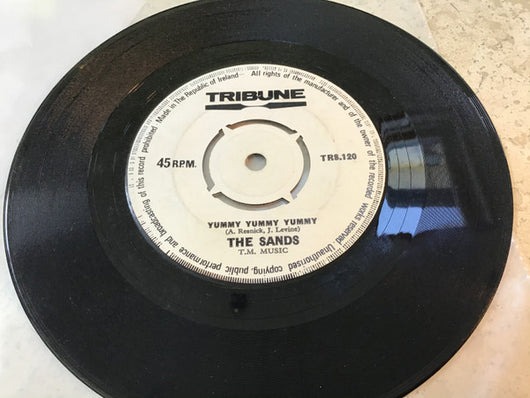 Made in The Republic of Ireland - All rights of the manufacturer and of the owner of the recorded works reserved. Unauthorised copying, public performance and broadcasting of this record prohibited.
TRIBUNE
45 R.P.M.
TRS.120
YUMMY YUMMY YUMMY
(A. Resnick, J. Levine)
THE SANDS
T.M. MUSIC